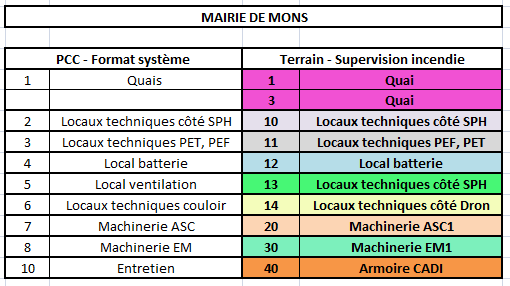 MAIRIE DE MONS
PCC - Format système Terrain - Supervision incendie
1 Quais 1 Quai
3 Quai
2 Locaux techniques côté SPH 10 Locaux techniques côté SPH
3 Locaux techniques PET, PEF 11 Locaux techniques PEF, PET
4 Local batterie 12 Local batterie
5 Local ventilation 13 Locaux techniques côté SPH
6 Locaux techniques couloir 14 Locaux techniques côté Dron
7 Machinerie ASC 20 Machinerie ASC1
8 Machinerie EM 30 Machinerie EM1
10 Entretien 40 Armoire CADI